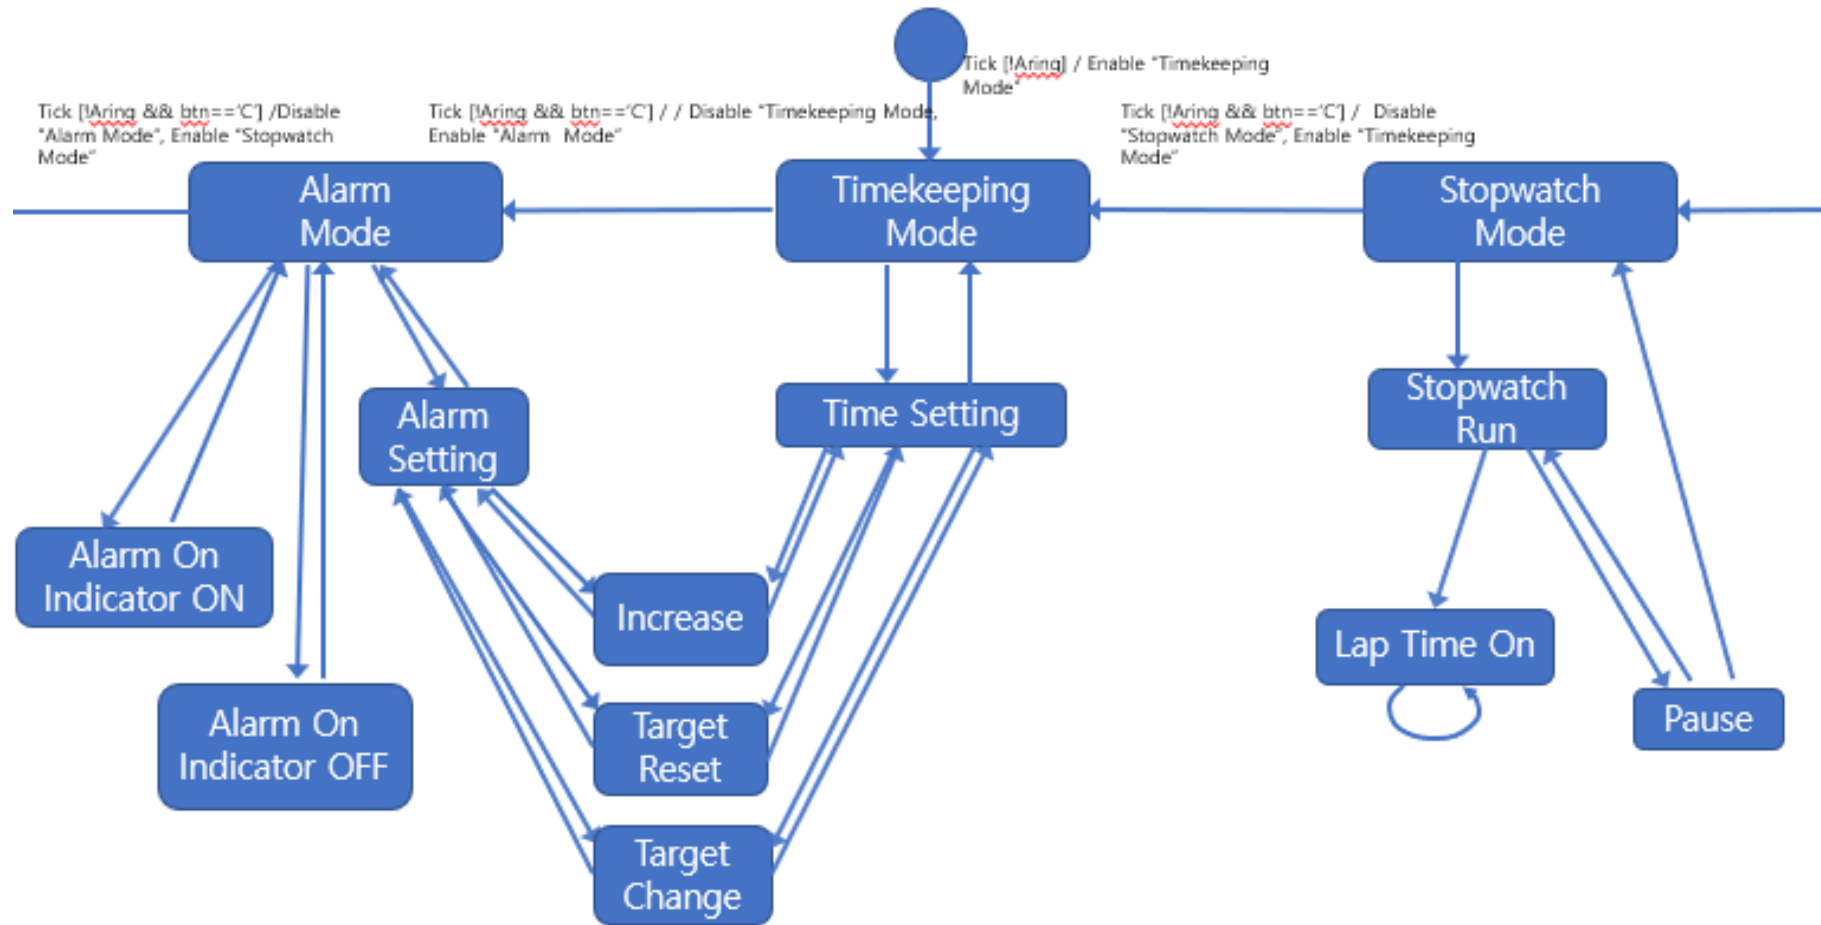 Tick [!Aring] / Enable "Timekeeping
Mode"
Tick [!Aring && btn=='C'] /Disable
"Alarm Mode", Enable "Stopwatch
Mode"
Tick [!Aring && btn=='C'] / / Disable "Timekeeping Mode,
Enable "Alarm  Mode"
Tick [!Aring && btn=='C'] /  Disable
"Stopwatch Mode", Enable "Timekeeping
Mode"
Alarm
Mode
Timekeeping
Mode
Stopwatch
Mode
Alarm
Setting
Time Setting
Stopwatch
Run
Alarm On
Indicator ON
Increase
Lap Time On
Alarm On
Indicator OFF
Target
Reset
Pause
Target
Change